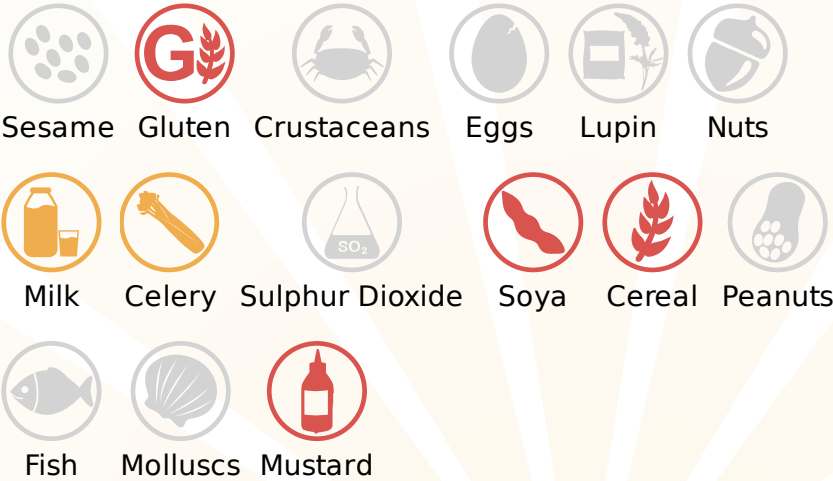 G
Sesame Gluten Crustaceans Eggs Lupin Nuts
SO₂
Milk Celery Sulphur Dioxide Soya Cereal Peanuts
Fish Molluscs Mustard